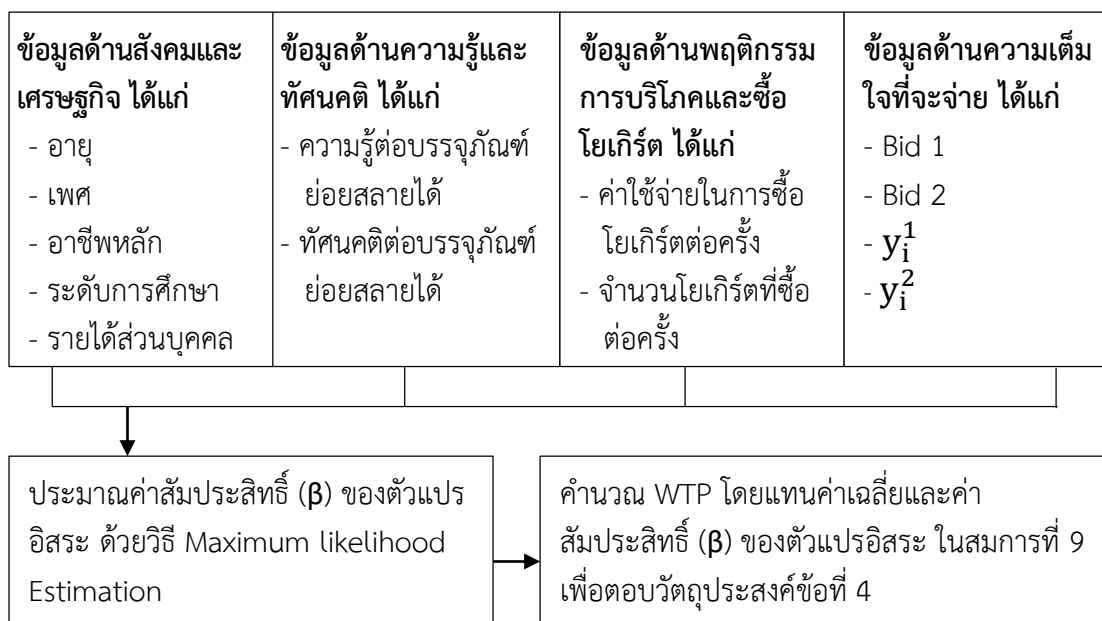 ข้อมูลด้านสังคมและ
เศรษฐกิจ ได้แก่
- อายุ
- เพศ
- อาชีพหลัก
- ระดับการศึกษา
- รายได้ส่วนบุคคล
ข้อมูลด้านความรู้และ
ทัศนคติ ได้แก่
- ความรู้ต่อบรรจุภัณฑ์
ย่อยสลายได้
- ทัศนคติต่อบรรจุภัณฑ์
ย่อยสลายได้
ข้อมูลด้านพฤติกรรม
การบริโภคและซื้อ
โยเกิร์ต ได้แก่
- ค่าใช้จ่ายในการซื้อ
โยเกิร์ตต่อครั้ง
- จำนวนโยเกิร์ตที่ซื้อ
ต่อครั้ง
ข้อมูลด้านความเต็ม
ใจที่จะจ่าย ได้แก่
- Bid 1
- Bid 2
- y_i^1
- y_i^2
ประมาณค่าสัมประสิทธิ์ (β) ของตัวแปร
อิสระ ด้วยวิธี Maximum likelihood
Estimation
คำนวณ WTP โดยแทนค่าเฉลี่ยและค่า
สัมประสิทธิ์ (β) ของตัวแปรอิสระ ในสมการที่ 9
เพื่อตอบวัตถุประสงค์ข้อที่ 4